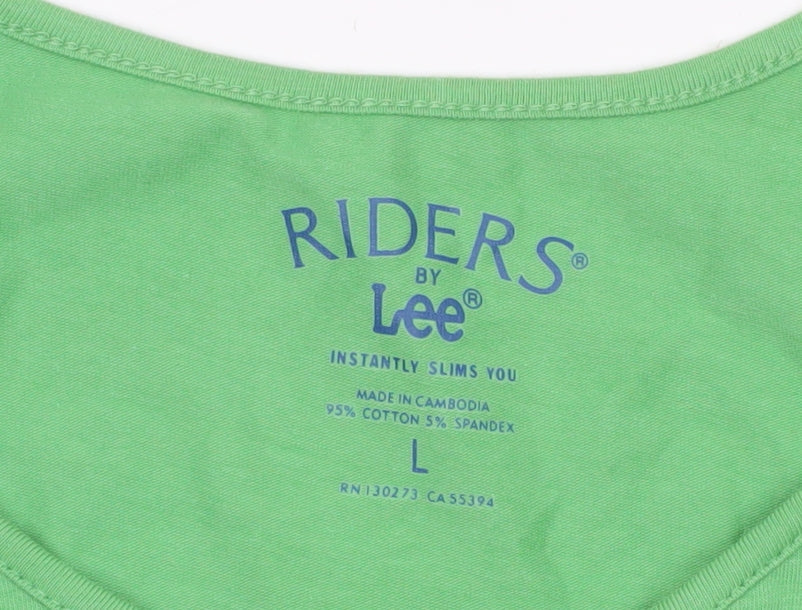 RIDERS®
BY
Lee®
INSTANTLY SLIMS YOU
MADE IN CAMBODIA
95% COTTON 5% SPANDEX
L
RN 130273 CA 55394